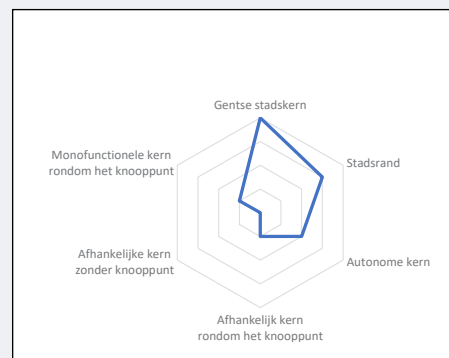 Gentse stadskern
Stadsrand
Autonome kern
Afhankelijk kern
rondom het knooppunt
Afhankelijke kern
zonder knooppunt
Monofunctionele kern
rondom het knooppunt